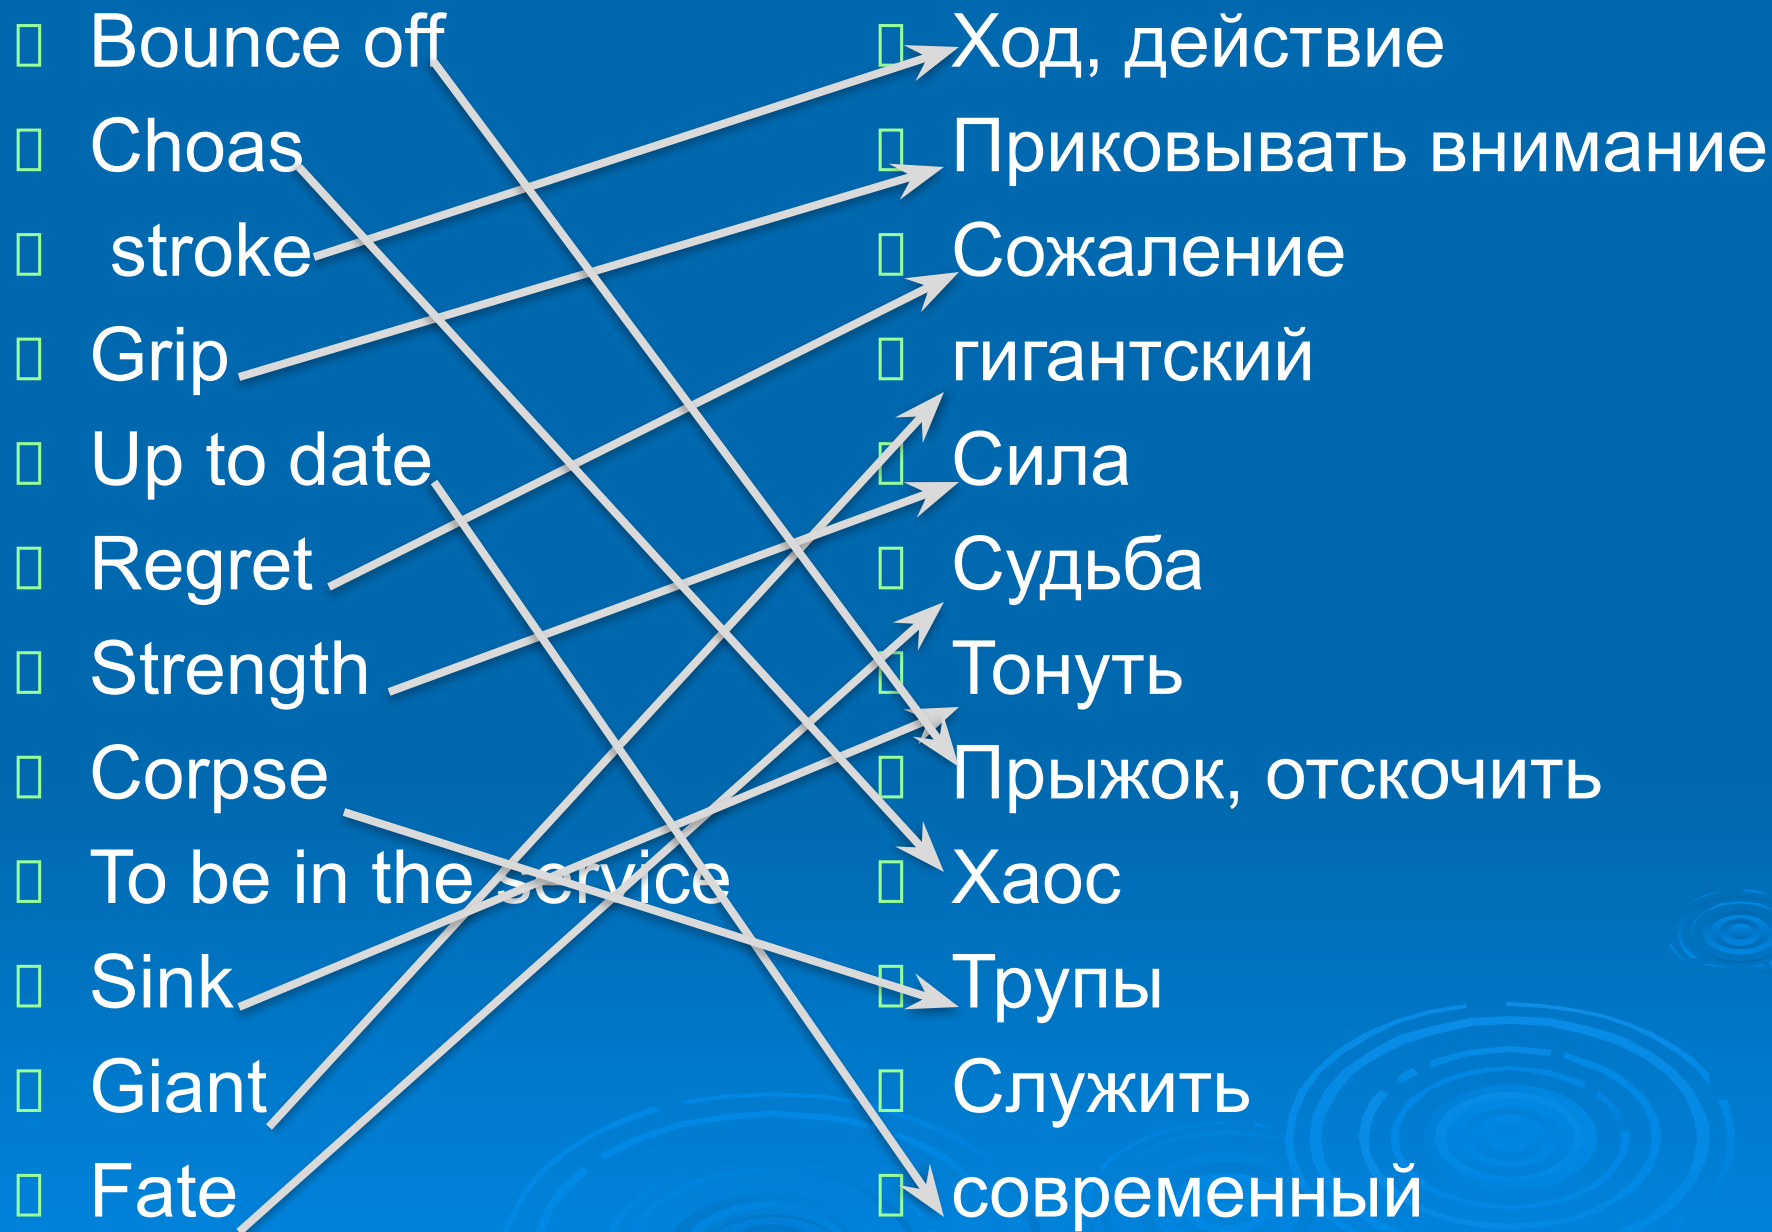 Bounce off
Choas
stroke
Grip
Up to date
Regret
Strength
Corpse
To be in the service
Sink
Giant
Fate
Ход, действие
Приковывать внимание
Сожаление
гигантский
Сила
Судьба
Тонуть
Прыжок, отскочить
Хаос
Трупы
Служить
современный